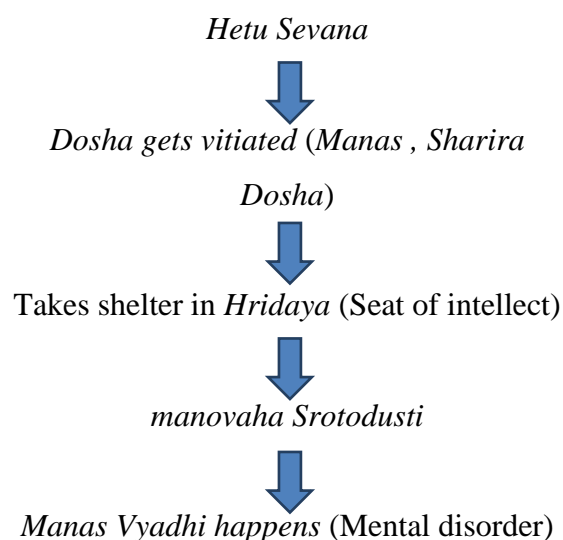 Hetu Sevana
Dosha gets vitiated (Manas , Sharira
Dosha)
Takes shelter in Hridaya (Seat of intellect)
manovaha Srotodusti
Manas Vyadhi happens (Mental disorder)